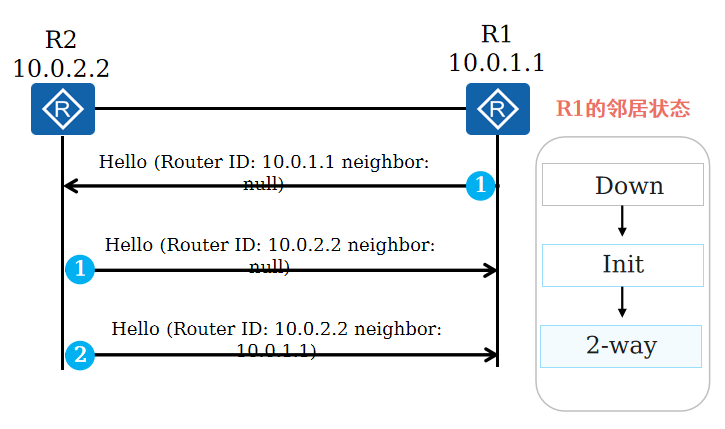 R2
10.0.2.2
R1
10.0.1.1
R
R
R1的邻居状态
Hello (Router ID: 10.0.1.1 neighbor:
null)
1
Down
1
Hello (Router ID: 10.0.2.2 neighbor:
null)
Init
2
Hello (Router ID: 10.0.2.2 neighbor:
10.0.1.1)
2-way